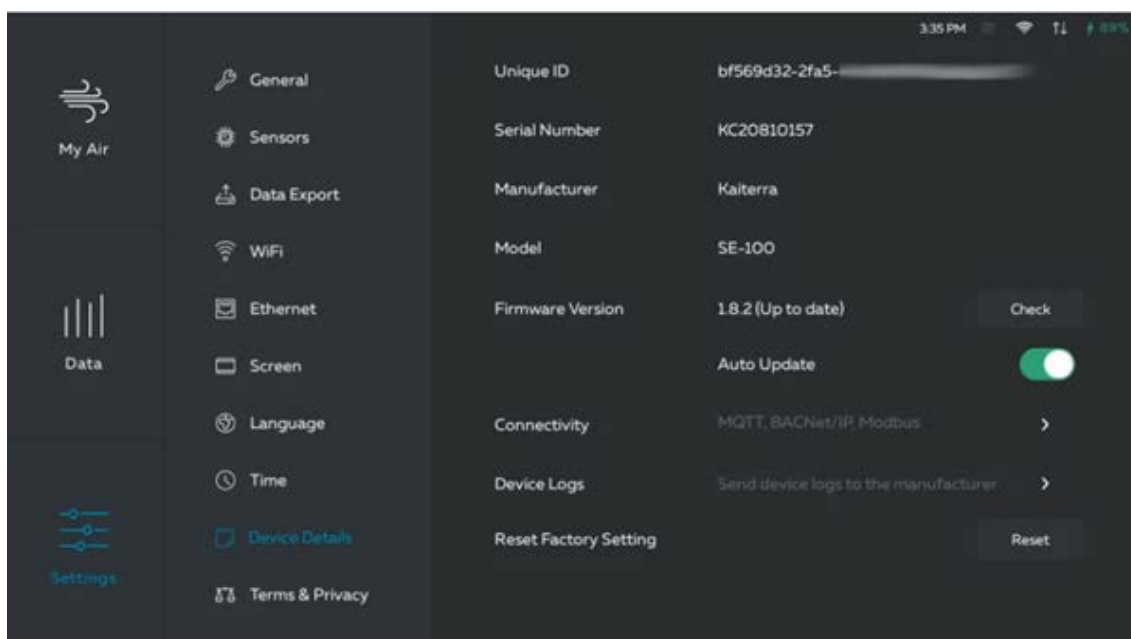 3:35 PM 89%
My Air
Data
Settings
General
Sensors
Data Export
WiFi
Ethernet
Screen
Language
Time
Device Details
Terms & Privacy
Unique ID bf569d32-2fa5-
Serial Number KC20810157
Manufacturer Kaiterra
Model SE-100
Firmware Version 1.8.2 (Up to date) Check
Auto Update
Connectivity MQTT, BACNet/IP, Modbus
Device Logs Send device logs to the manufacturer
Reset Factory Setting Reset